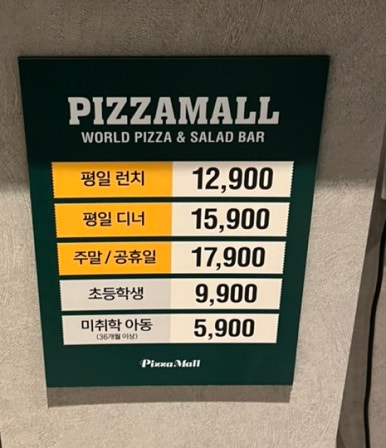 PIZZAMALL
WORLD PIZZA & SALAD BAR
평일 런치 12,900
평일 디너 15,900
주말 / 공휴일 17,900
초등학생 9,900
미취학 아동 5,900
(36개월 이상)
Pizza Mall